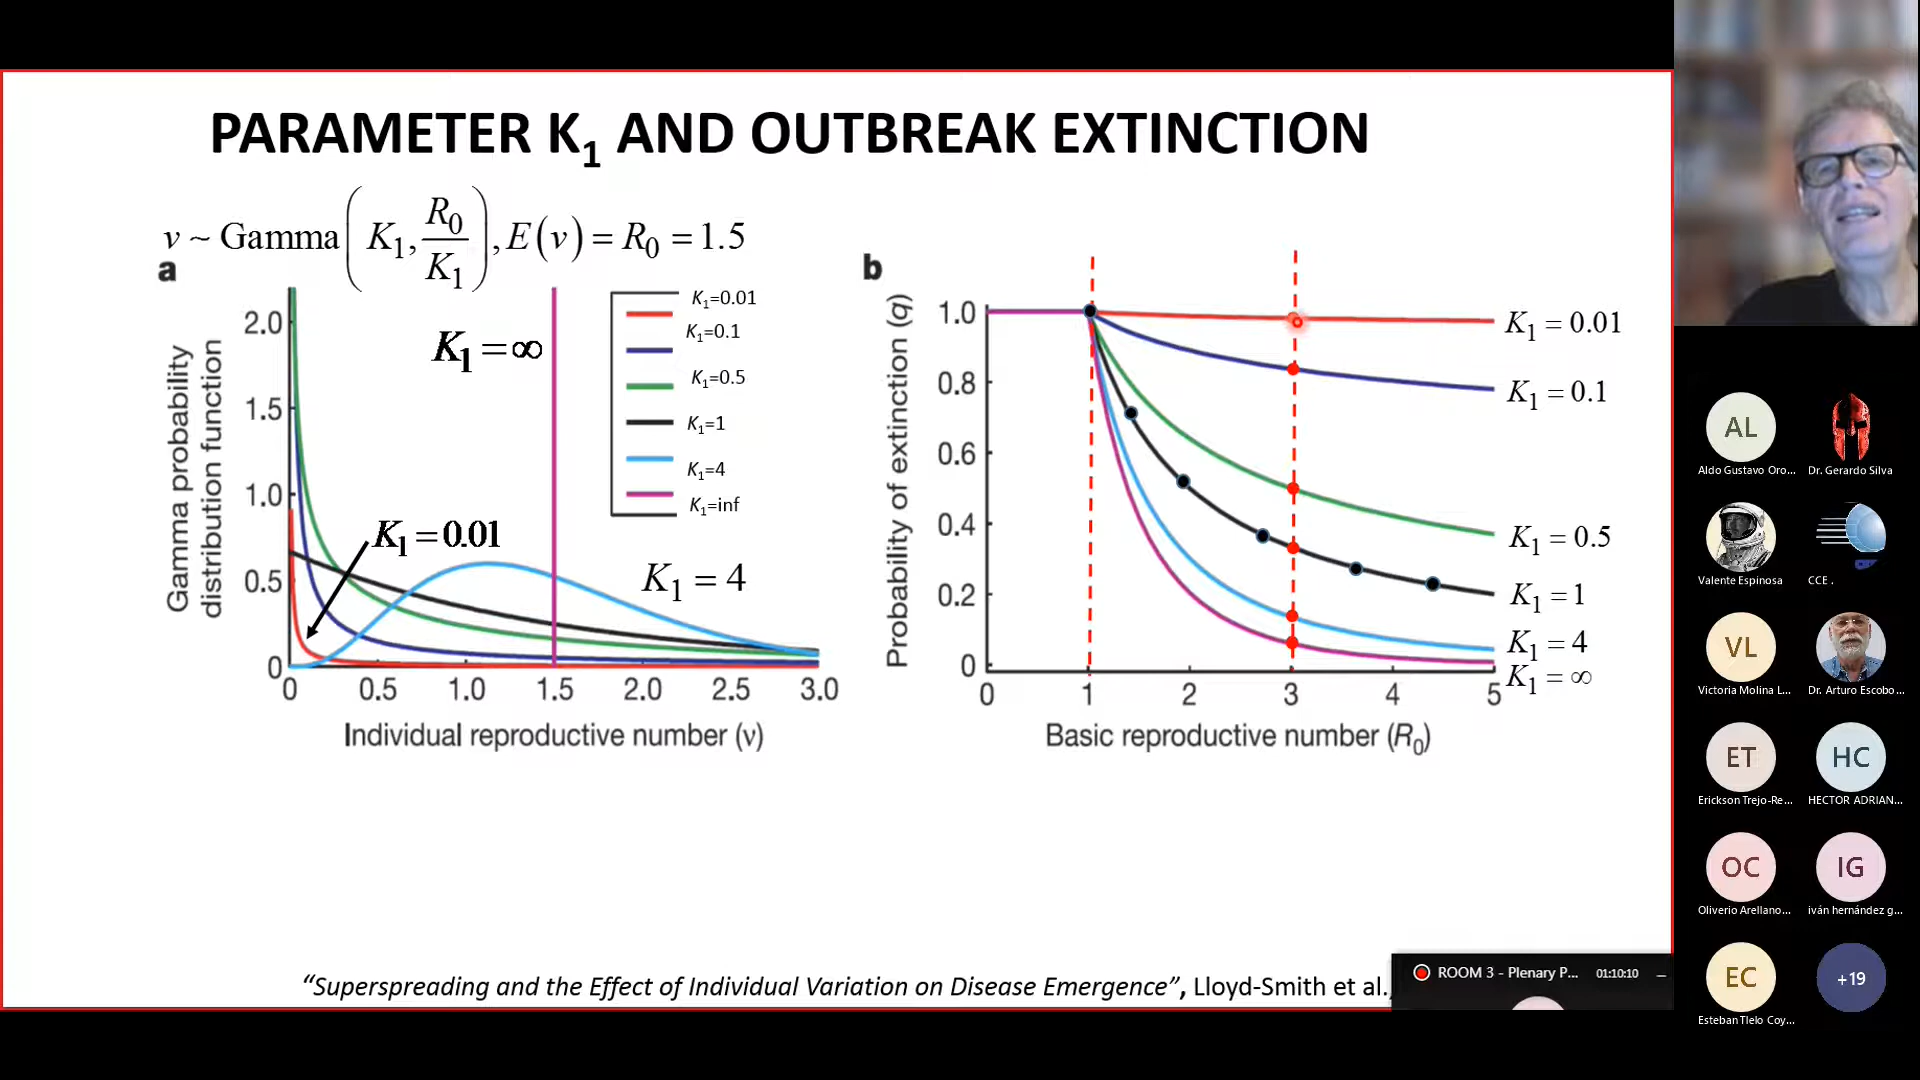 PARAMETER K1 AND OUTBREAK EXTINCTION
v ~ Gamma(K1, R0/K1), E(v) = R0 = 1.5
a
Gamma probability
distribution function
2.0
1.5
1.0
0.5
0
0 0.5 1.0 1.5 2.0 2.5 3.0
Individual reproductive number (ν)
K1 = ∞
K1 = 0.01
K1 = 4
K1=0.01
K1=0.1
K1=0.5
K1=1
K1=4
K1=inf
b
Probability of extinction (q)
1.0
0.8
0.6
0.4
0.2
0
0 1 2 3 4 5
Basic reproductive number (R0)
K1 = 0.01
K1 = 0.1
K1 = 0.5
K1 = 1
K1 = 4
K1 = ∞
“Superspreading and the Effect of Individual Variation on Disease Emergence”, Lloyd-Smith et al.,
ROOM 3 - Plenary P... 01:10:10
AL
Aldo Gustavo Oro...
Dr. Gerardo Silva
Valente Espinosa
CCE .
VL
Victoria Molina L...
Dr. Arturo Escobo...
ET
Erickson Trejo-Re...
HC
HECTOR ADRIAN...
OC
Oliverio Arellano...
IG
iván hernández g...
EC
Esteban Tlelo Coy...
+19